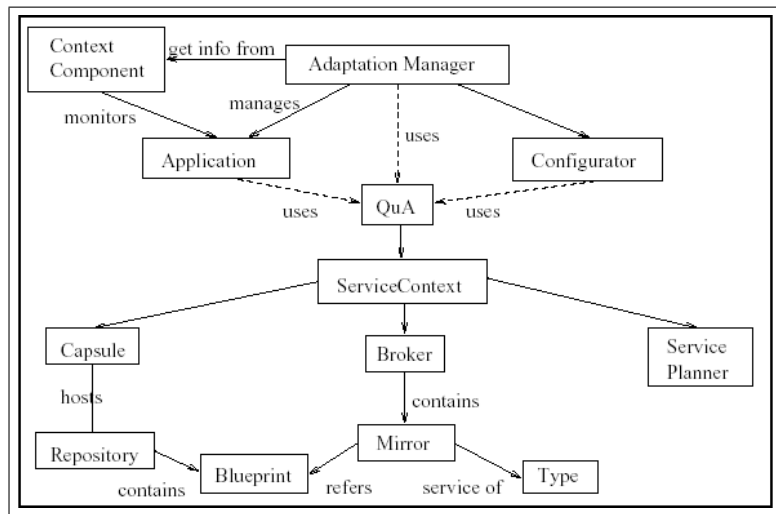 Context
Component
get info from
Adaptation Manager
monitors
manages
uses
Application
Configurator
uses
QuA
uses
ServiceContext
Capsule
Broker
Service
Planner
hosts
contains
Repository
Mirror
Blueprint
Type
contains
refers
service of